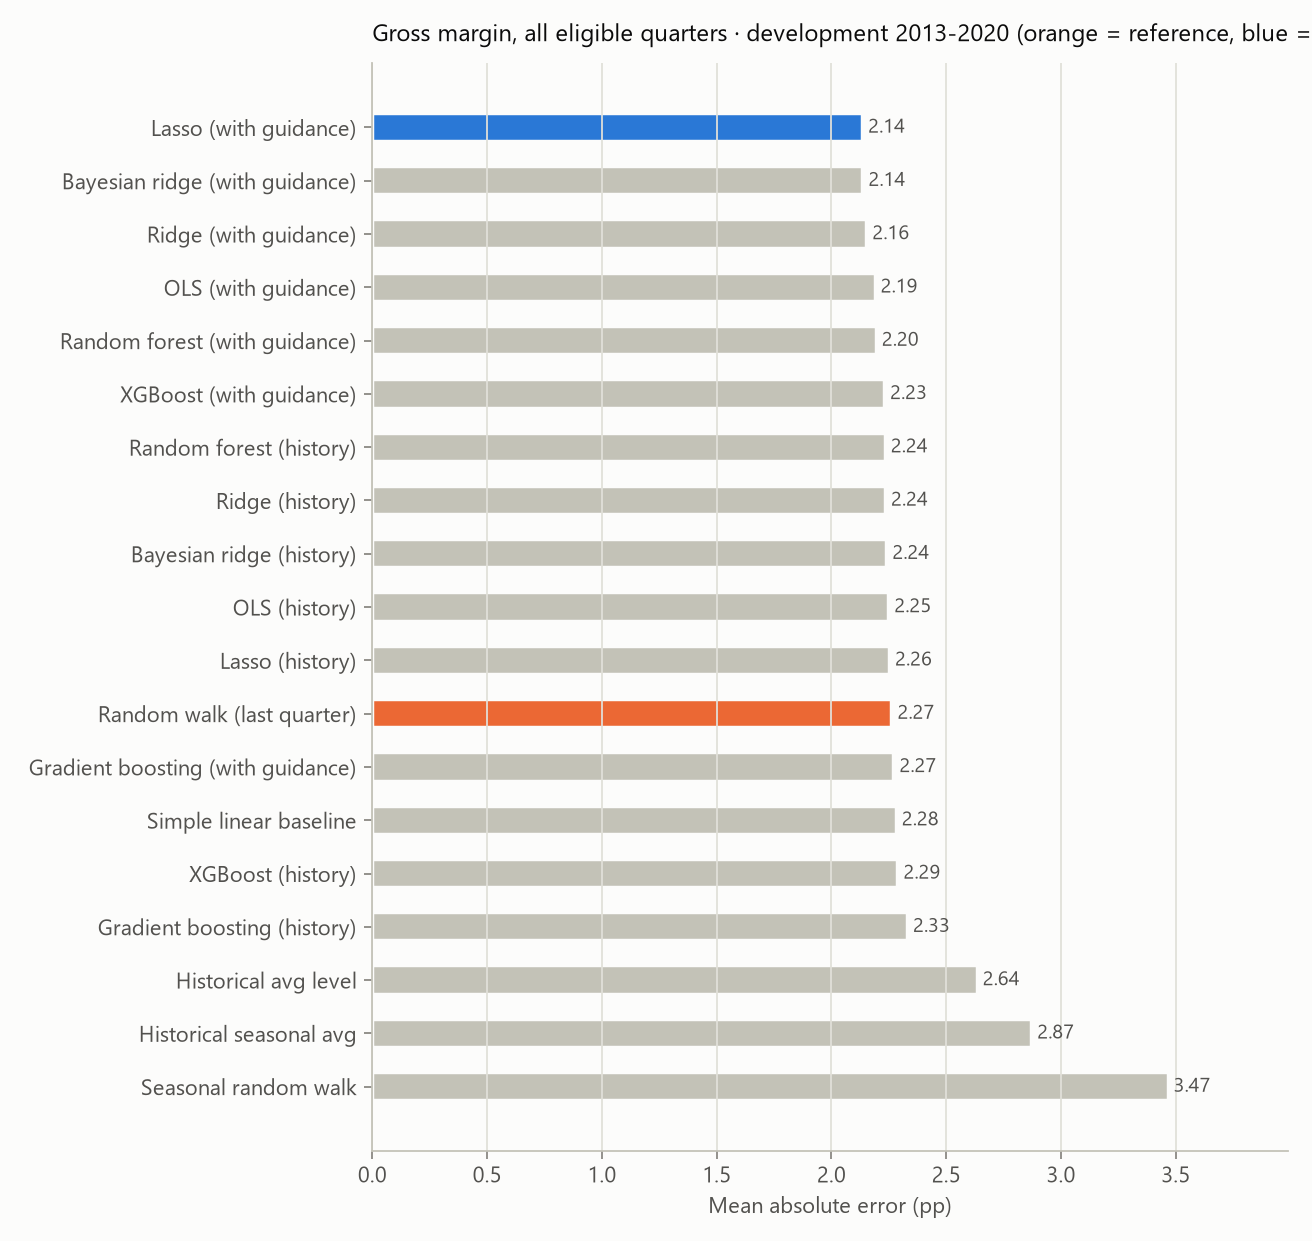 Gross margin, all eligible quarters · development 2013-2020 (orange = reference, blue =
Lasso (with guidance) 2.14
Bayesian ridge (with guidance) 2.14
Ridge (with guidance) 2.16
OLS (with guidance) 2.19
Random forest (with guidance) 2.20
XGBoost (with guidance) 2.23
Random forest (history) 2.24
Ridge (history) 2.24
Bayesian ridge (history) 2.24
OLS (history) 2.25
Lasso (history) 2.26
Random walk (last quarter) 2.27
Gradient boosting (with guidance) 2.27
Simple linear baseline 2.28
XGBoost (history) 2.29
Gradient boosting (history) 2.33
Historical avg level 2.64
Historical seasonal avg 2.87
Seasonal random walk 3.47
0.0 0.5 1.0 1.5 2.0 2.5 3.0 3.5
Mean absolute error (pp)